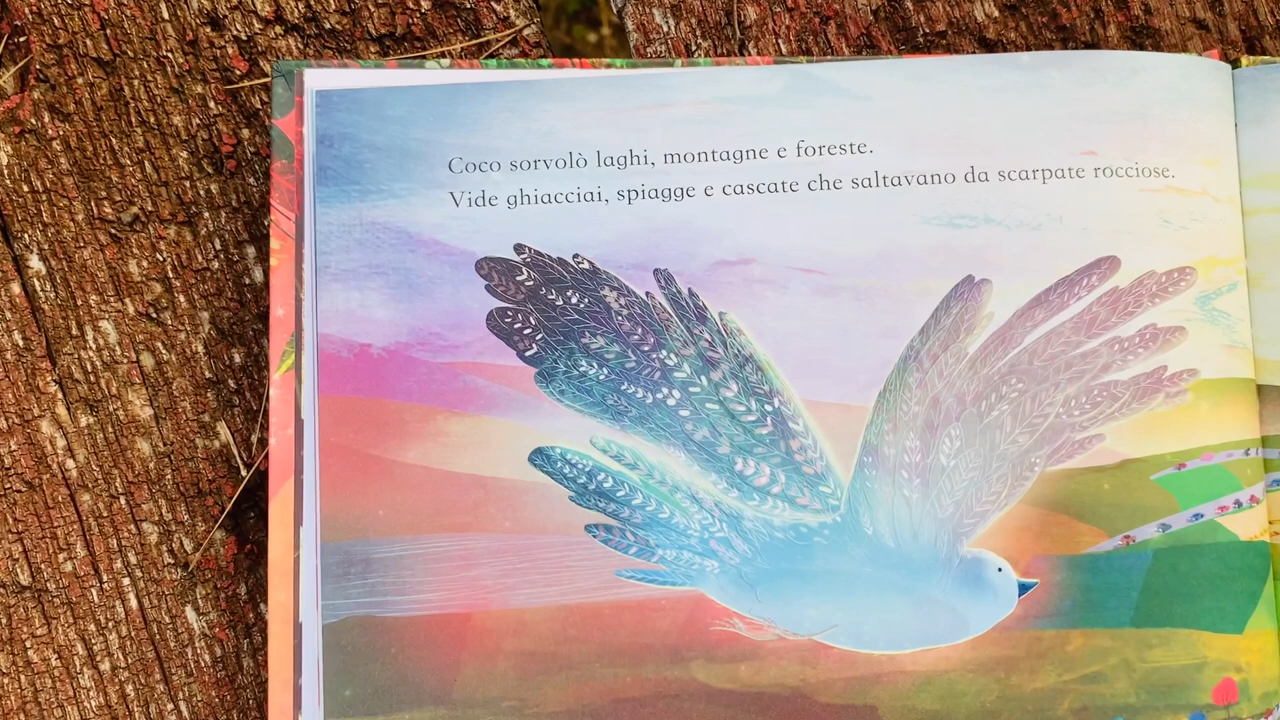 Coco sorvolò laghi, montagne e foreste.
Vide ghiacciai, spiagge e cascate che saltavano da scarpate rocciose.